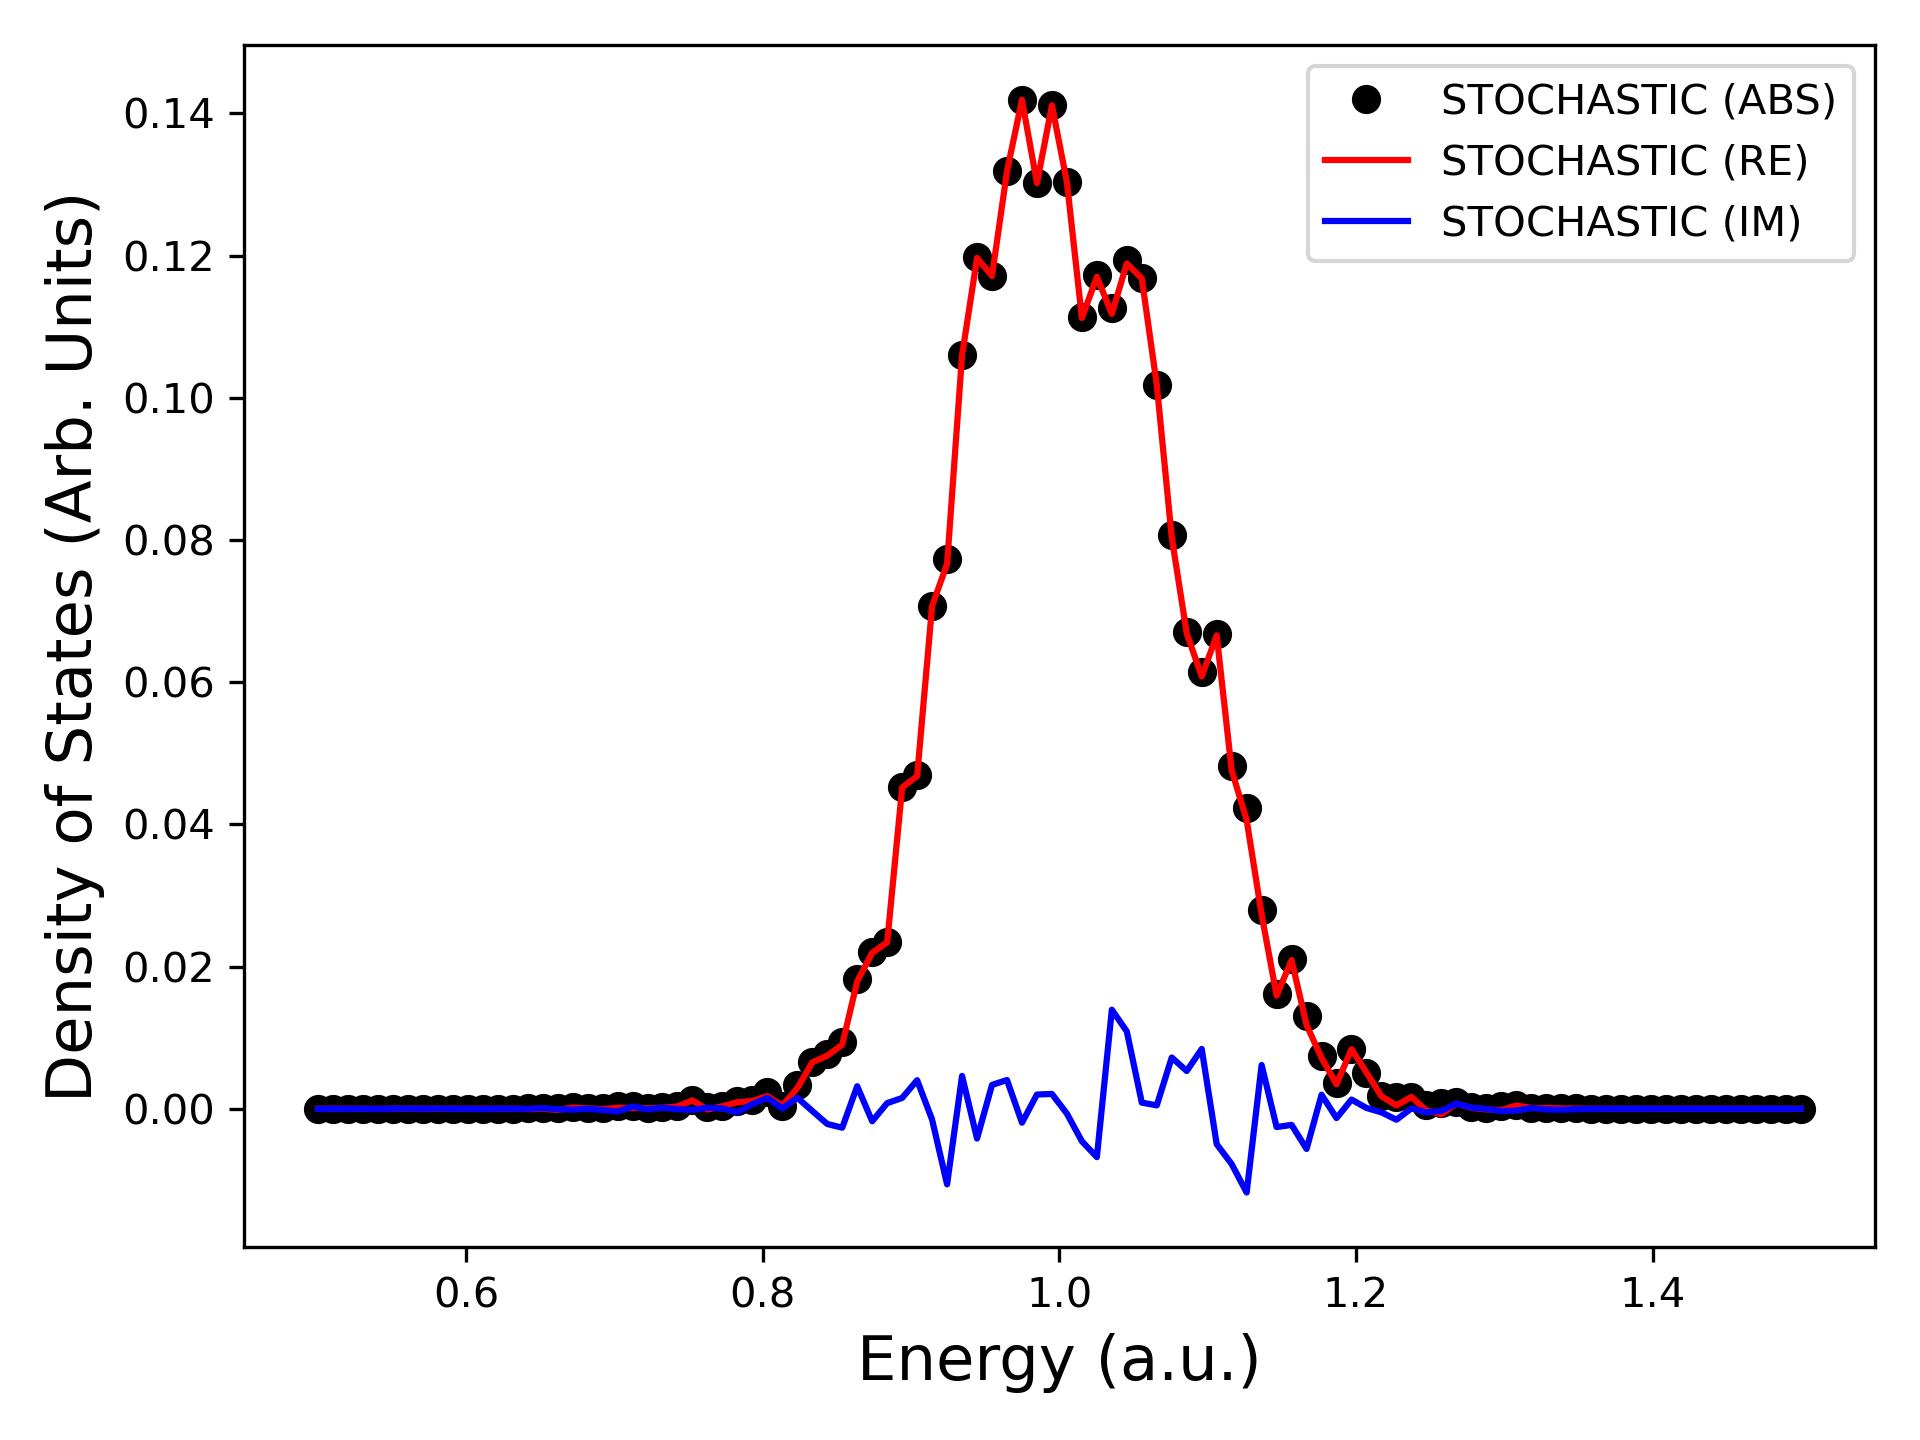 STOCHASTIC (ABS)
STOCHASTIC (RE)
STOCHASTIC (IM)
Density of States (Arb. Units)
0.14
0.12
0.10
0.08
0.06
0.04
0.02
0.00
0.6 0.8 1.0 1.2 1.4
Energy (a.u.)